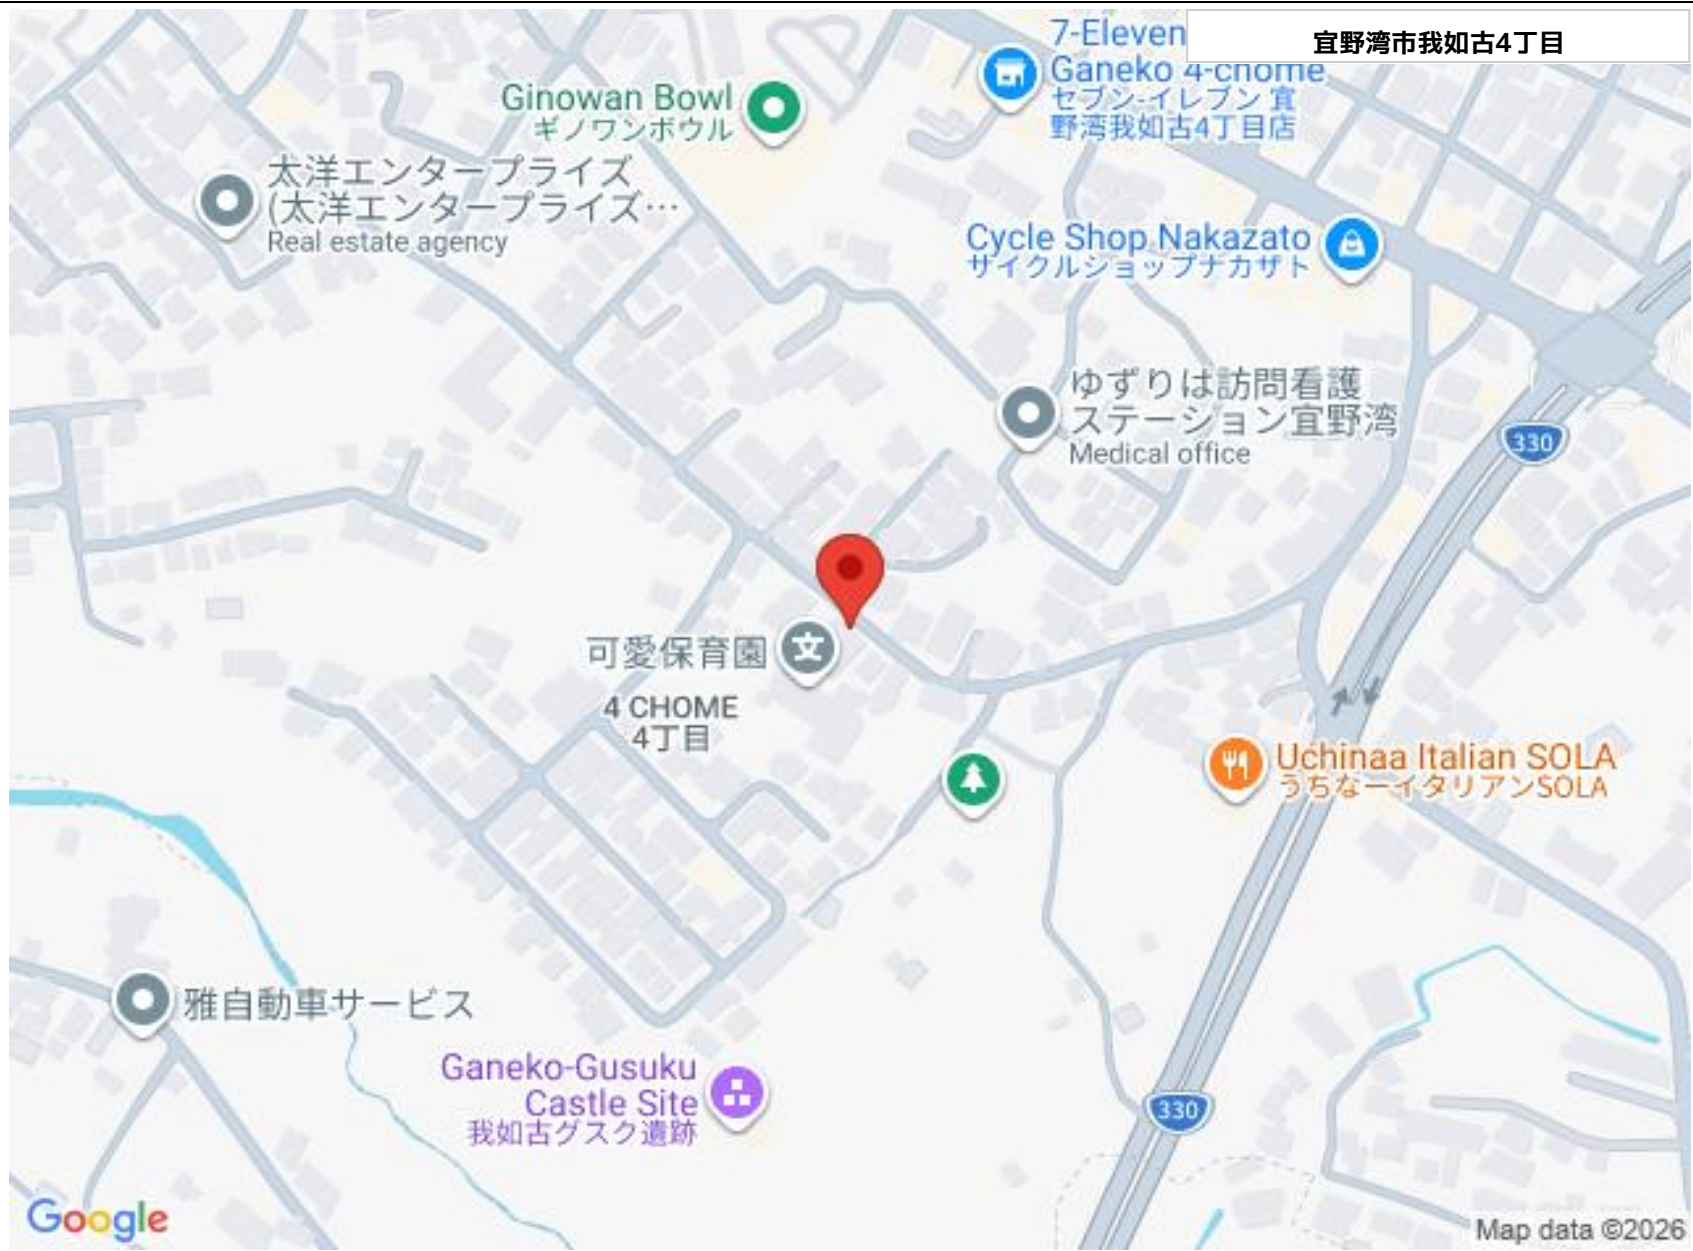 宜野湾市我如古4丁目
7-Eleven
Ganeko 4-chome
セブン-イレブン 宜
野湾我如古4丁目店
Ginowan Bowl
ギノワンボウル
太洋エンタープライズ
(太洋エンタープライズ…
Real estate agency
Cycle Shop Nakazato
サイクルショップナカザト
ゆずりは訪問看護
ステーション宜野湾
Medical office
330
可愛保育園
文
4 CHOME
4丁目
Uchinaa Italian SOLA
うちなーイタリアンSOLA
雅自動車サービス
Ganeko-Gusuku
Castle Site
我如古グスク遺跡
330
Google
Map data ©2026